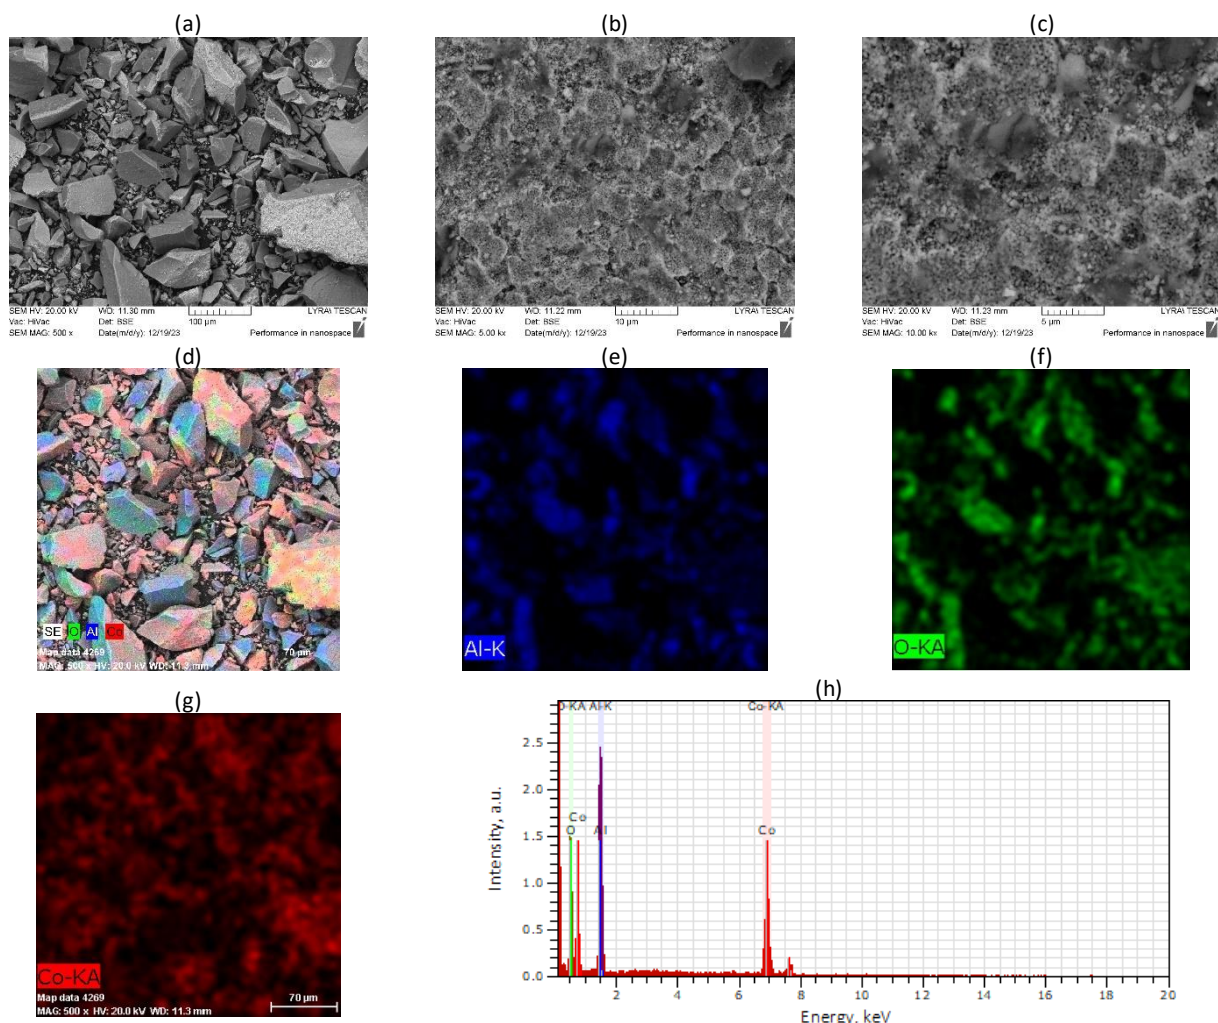 (a)
SEM HV: 20.00 kV WD: 11.30 mm LYRA\ TESCAN
Vac: HiVac Det: BSE 100 µm
SEM MAG: 500 x Date(m/d/y): 12/19/23 Performance in nanospace
(b)
SEM HV: 20.00 kV WD: 11.22 mm LYRA\ TESCAN
Vac: HiVac Det: BSE 10 µm
SEM MAG: 5.00 kx Date(m/d/y): 12/19/23 Performance in nanospace
(c)
SEM HV: 20.00 kV WD: 11.23 mm LYRA\ TESCAN
Vac: HiVac Det: BSE 5 µm
SEM MAG: 10.00 kx Date(m/d/y): 12/19/23 Performance in nanospace
(d)
SE O Al Co
Map data 4269 70 µm
MAG: 500 x HV: 20.0 kV WD: 11.3 mm
(e)
Al-K
(f)
O-KA
(g)
Co-KA
Map data 4269 70 µm
MAG: 500 x HV: 20.0 kV WD: 11.3 mm
(h)
O-KA Al-K Co-KA
2.5
2.0
Co
O Al Co
1.5
1.0
0.5
0.0
2 4 6 8 10 12 14 16 18 20
Intensity, a.u.
Energy, keV